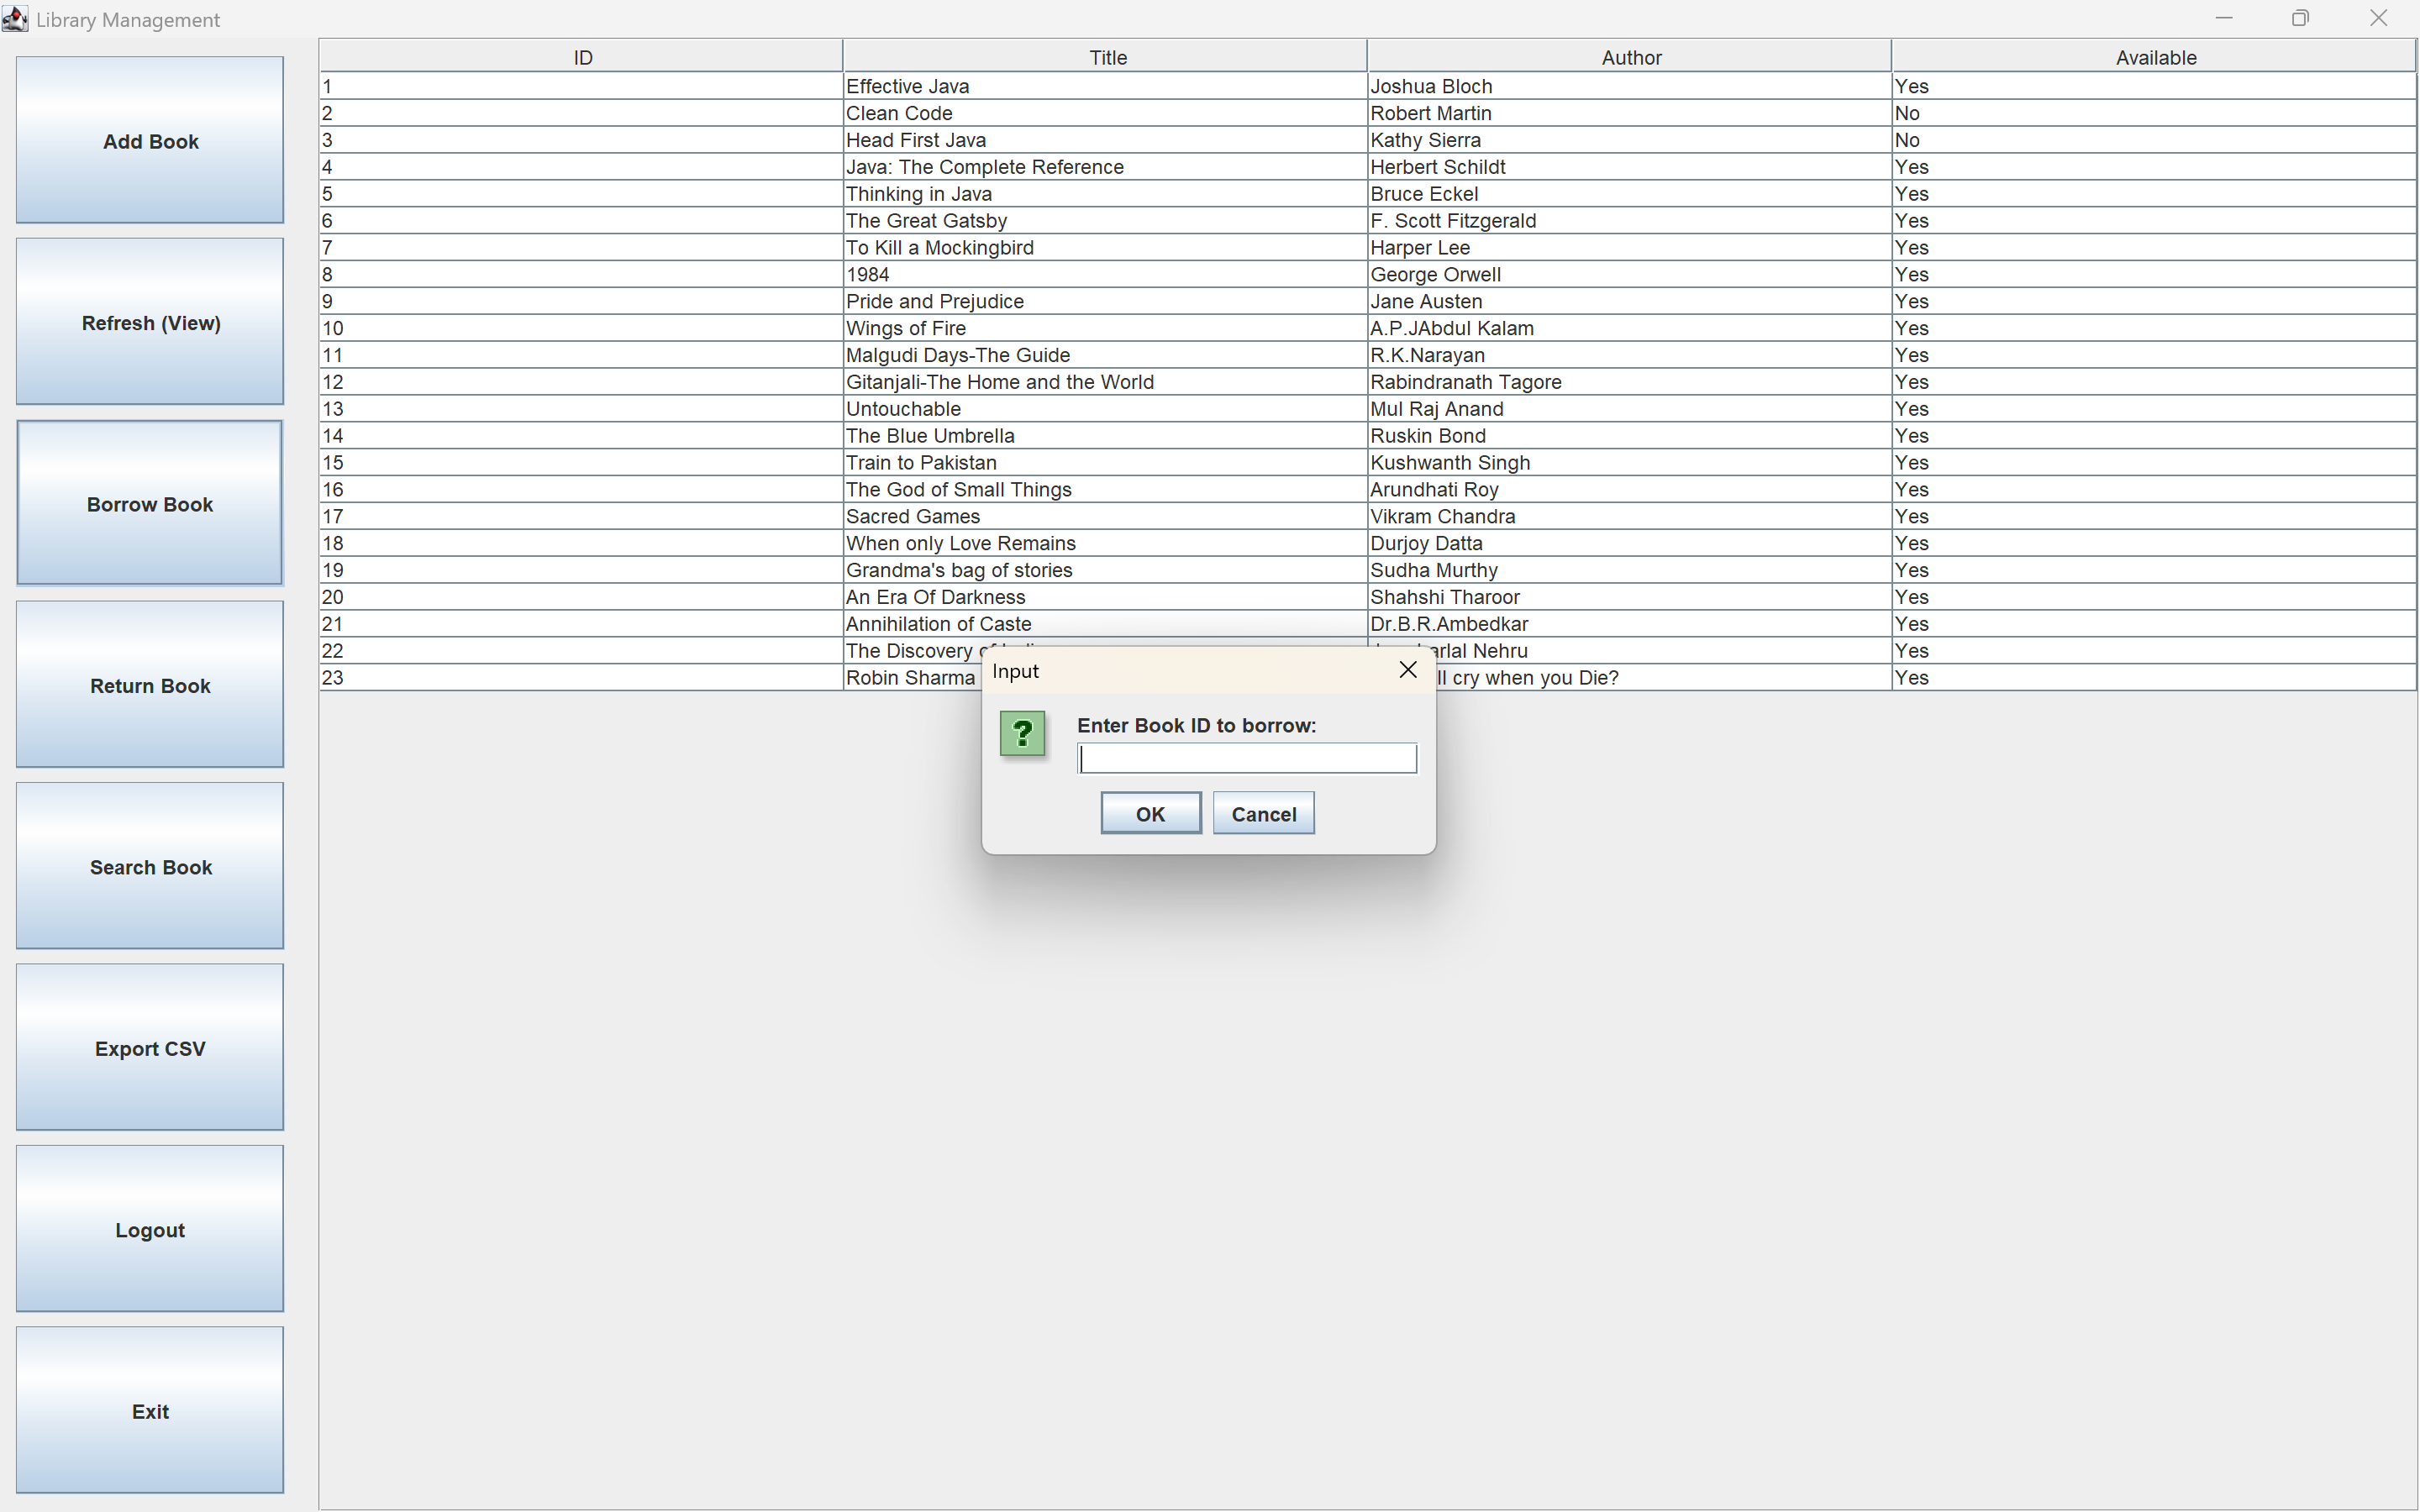 Library Management
ID Title Author Available
1 Effective Java Joshua Bloch Yes
2 Clean Code Robert Martin No
3 Head First Java Kathy Sierra No
4 Java: The Complete Reference Herbert Schildt Yes
5 Thinking in Java Bruce Eckel Yes
6 The Great Gatsby F. Scott Fitzgerald Yes
7 To Kill a Mockingbird Harper Lee Yes
8 1984 George Orwell Yes
9 Pride and Prejudice Jane Austen Yes
10 Wings of Fire A.P.JAbdul Kalam Yes
11 Malgudi Days-The Guide R.K.Narayan Yes
12 Gitanjali-The Home and the World Rabindranath Tagore Yes
13 Untouchable Mul Raj Anand Yes
14 The Blue Umbrella Ruskin Bond Yes
15 Train to Pakistan Kushwanth Singh Yes
16 The God of Small Things Arundhati Roy Yes
17 Sacred Games Vikram Chandra Yes
18 When only Love Remains Durjoy Datta Yes
19 Grandma's bag of stories Sudha Murthy Yes
20 An Era Of Darkness Shahshi Tharoor Yes
21 Annihilation of Caste Dr.B.R.Ambedkar Yes
22 The Discovery Nehru Yes
23 Robin Sharma cry when you Die? Yes
Add Book
Refresh (View)
Borrow Book
Return Book
Search Book
Export CSV
Logout
Exit
Input
Enter Book ID to borrow:
OK Cancel